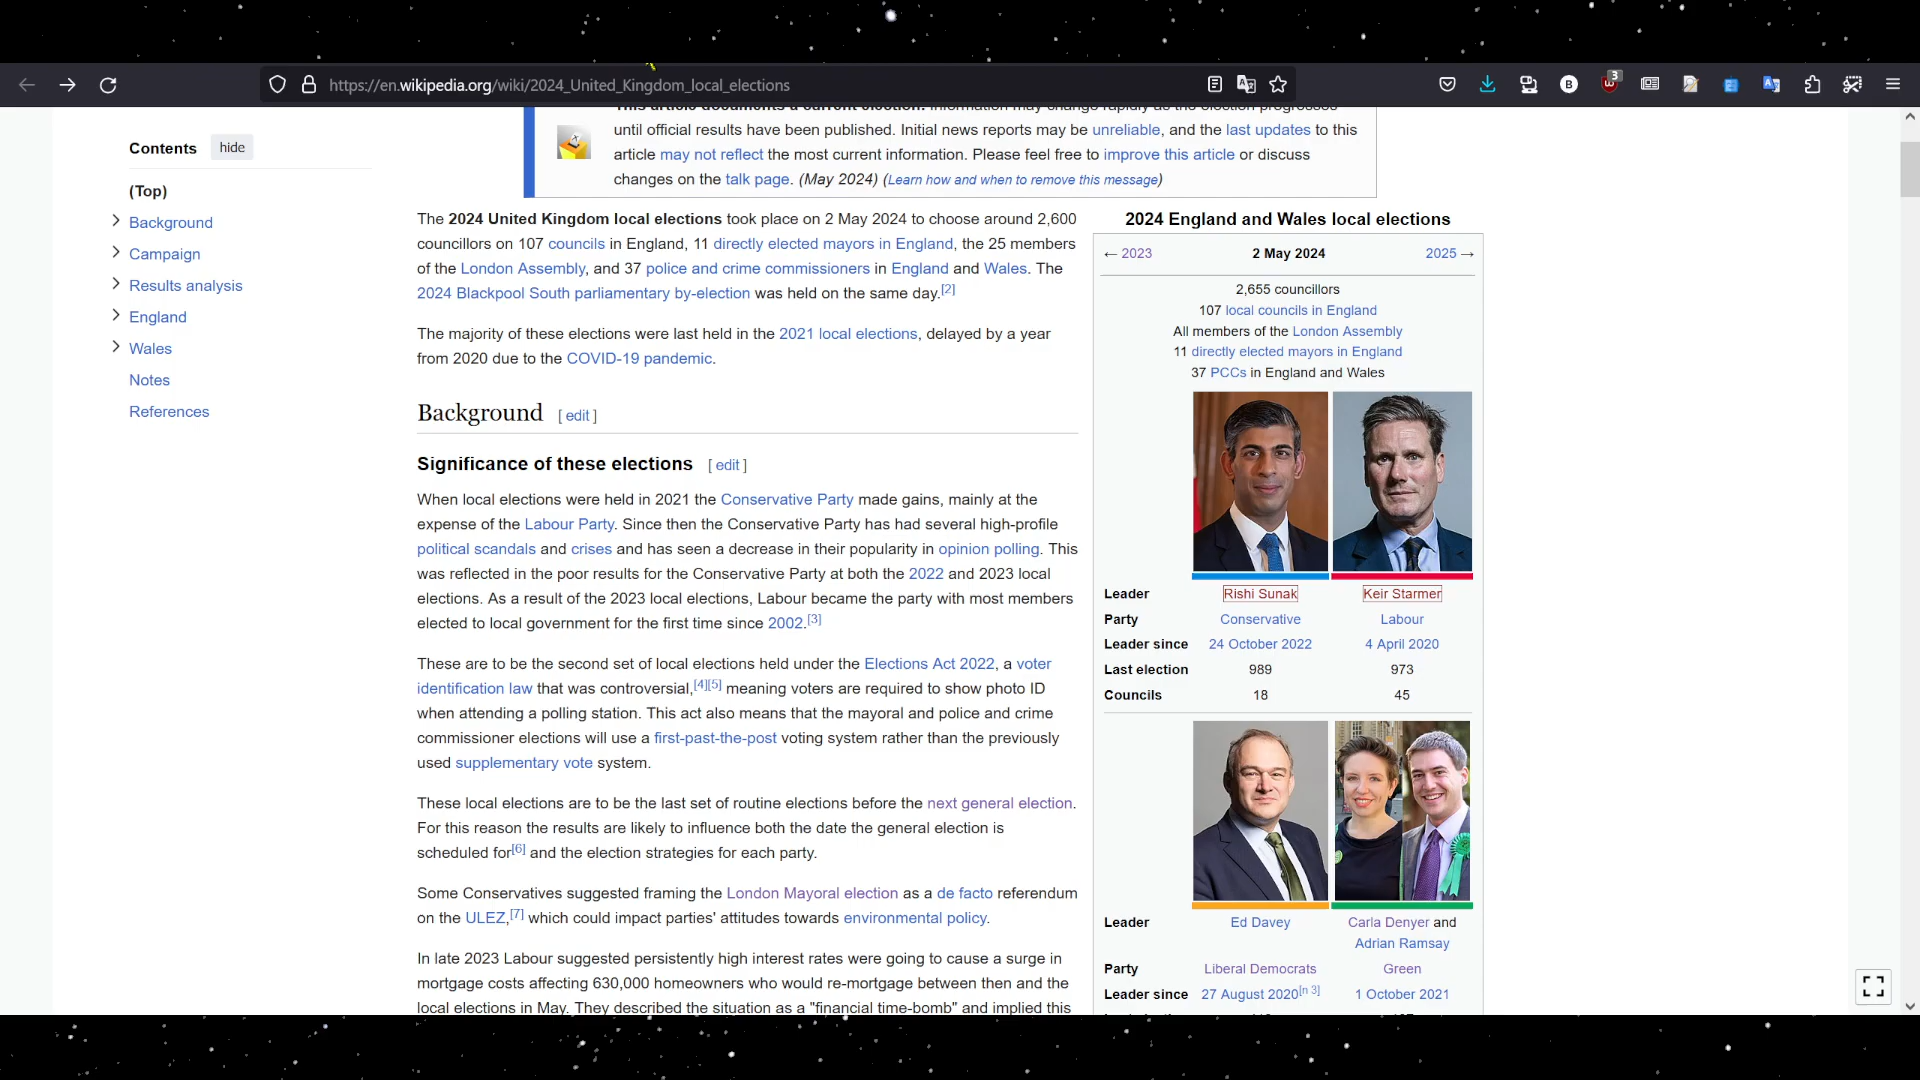 https://en.wikipedia.org/wiki/2024_United_Kingdom_local_elections
3
This article documents a current election. Information may change rapidly as the election progresses
until official results have been published. Initial news reports may be unreliable, and the last updates to this
article may not reflect the most current information. Please feel free to improve this article or discuss
changes on the talk page. (May 2024) (Learn how and when to remove this message)
Contents hide
(Top)
Background
Campaign
Results analysis
England
Wales
Notes
References
The 2024 United Kingdom local elections took place on 2 May 2024 to choose around 2,600
councillors on 107 councils in England, 11 directly elected mayors in England, the 25 members
of the London Assembly, and 37 police and crime commissioners in England and Wales. The
2024 Blackpool South parliamentary by-election was held on the same day.[2]
The majority of these elections were last held in the 2021 local elections, delayed by a year
from 2020 due to the COVID-19 pandemic.
Background [ edit ]
Significance of these elections [ edit ]
When local elections were held in 2021 the Conservative Party made gains, mainly at the
expense of the Labour Party. Since then the Conservative Party has had several high-profile
political scandals and crises and has seen a decrease in their popularity in opinion polling. This
was reflected in the poor results for the Conservative Party at both the 2022 and 2023 local
elections. As a result of the 2023 local elections, Labour became the party with most members
elected to local government for the first time since 2002.[3]
These are to be the second set of local elections held under the Elections Act 2022, a voter
identification law that was controversial,[4][5] meaning voters are required to show photo ID
when attending a polling station. This act also means that the mayoral and police and crime
commissioner elections will use a first-past-the-post voting system rather than the previously
used supplementary vote system.
These local elections are to be the last set of routine elections before the next general election.
For this reason the results are likely to influence both the date the general election is
scheduled for[6] and the election strategies for each party.
Some Conservatives suggested framing the London Mayoral election as a de facto referendum
on the ULEZ,[7] which could impact parties' attitudes towards environmental policy.
In late 2023 Labour suggested persistently high interest rates were going to cause a surge in
mortgage costs affecting 630,000 homeowners who would re-mortgage between then and the
local elections in May. They described the situation as a "financial time-bomb" and implied this
2024 England and Wales local elections
← 2023 2 May 2024 2025 →
2,655 councillors
107 local councils in England
All members of the London Assembly
11 directly elected mayors in England
37 PCCs in England and Wales
Leader Rishi Sunak Keir Starmer
Party Conservative Labour
Leader since 24 October 2022 4 April 2020
Last election 989 973
Councils 18 45
Leader Ed Davey Carla Denyer and
Adrian Ramsay
Party Liberal Democrats Green
Leader since 27 August 2020[n 3] 1 October 2021